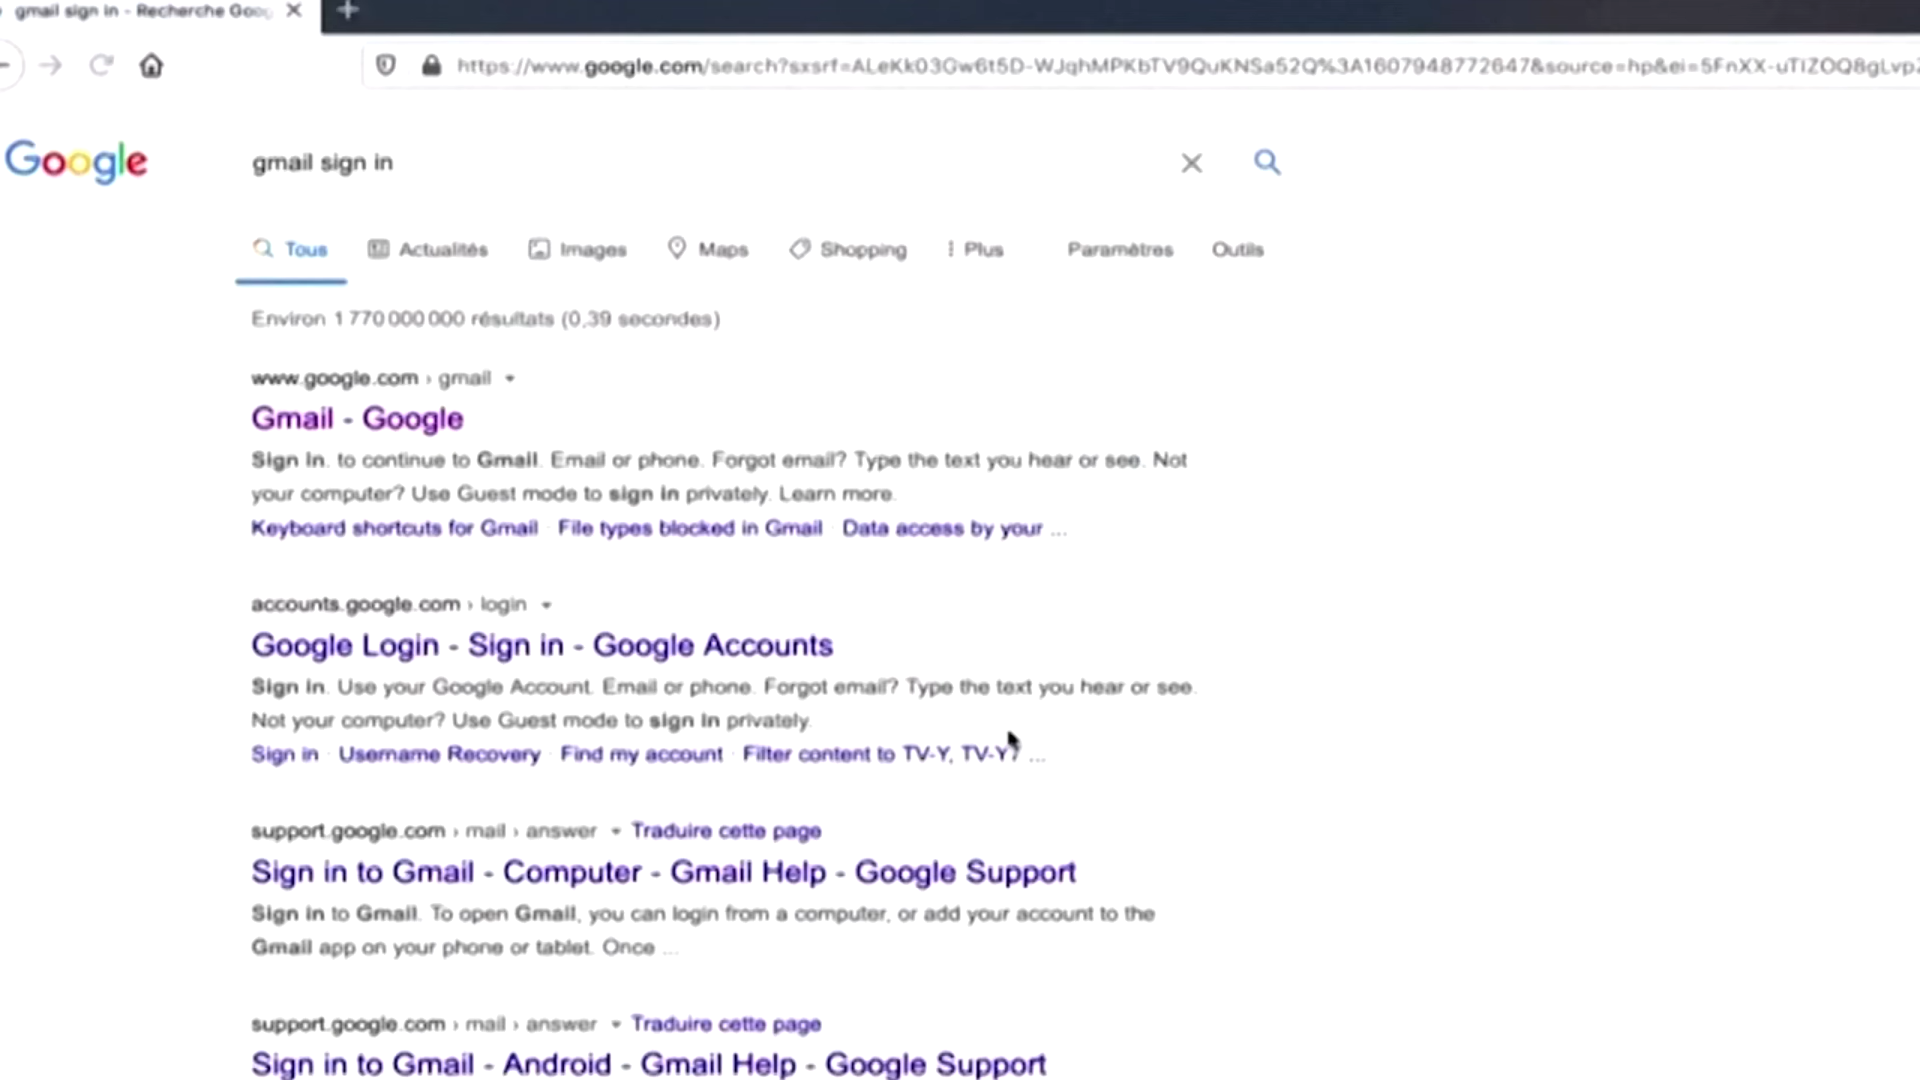 gmail sign in - Recherche Goo
https://www.google.com/search?sxsrf=ALeKk03Gw6t5D-WJqhMPKbTV9QuKNSa52Q%3A1607948772647&source=hp&ei=5FnXX-uTIZOQ8gLvp
Google
gmail sign in
Tous Actualités Images Maps Shopping Plus Paramètres Outils
Environ 1 770 000 000 résultats (0,39 secondes)
www.google.com › gmail
Gmail - Google
Sign in. to continue to Gmail. Email or phone. Forgot email? Type the text you hear or see. Not
your computer? Use Guest mode to sign in privately. Learn more.
Keyboard shortcuts for Gmail · File types blocked in Gmail · Data access by your ...
accounts.google.com › login
Google Login - Sign in - Google Accounts
Sign in. Use your Google Account. Email or phone. Forgot email? Type the text you hear or see.
Not your computer? Use Guest mode to sign in privately.
Sign in · Username Recovery · Find my account · Filter content to TV-Y, TV-Y7 ...
support.google.com › mail › answer Traduire cette page
Sign in to Gmail - Computer - Gmail Help - Google Support
Sign in to Gmail. To open Gmail, you can login from a computer, or add your account to the
Gmail app on your phone or tablet. Once ...
support.google.com › mail › answer Traduire cette page
Sign in to Gmail - Android - Gmail Help - Google Support